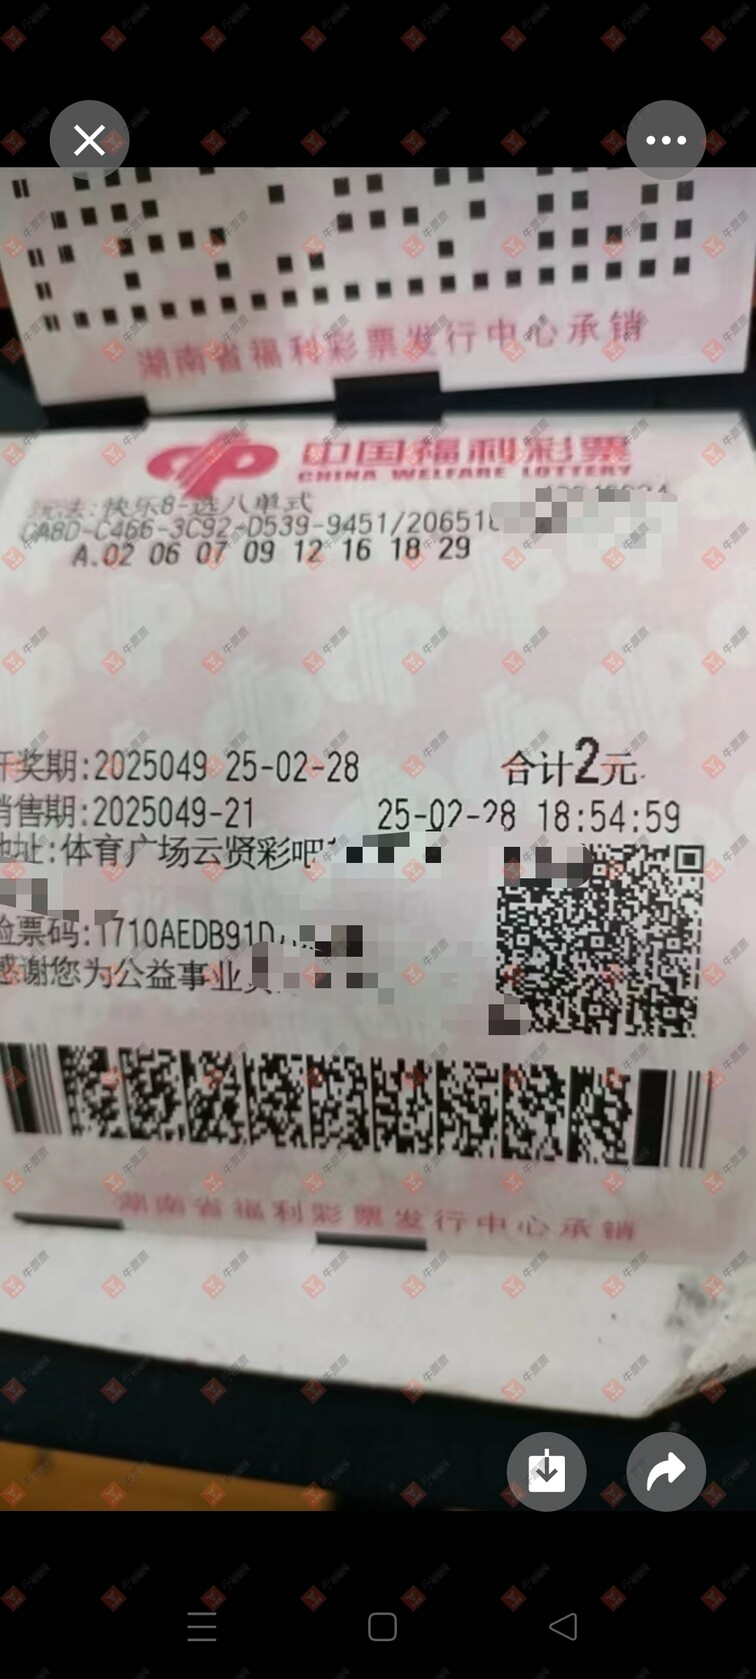 湖南省福利彩票发行中心承销
中国福利彩票
CHINA WELFARE LOTTERY
玩法:快乐8-选八单式
CA8D-C466-3C92-D539-9451/206518
A.02 06 07 09 12 16 18 29
开奖期:2025049 25-02-28 合计2元
销售期:2025049-21 25-02-28 18:54:59
地址:体育广场云贤彩吧
验票码:1710AEDB91D
感谢您为公益事业
湖南省福利彩票发行中心承销
牛票票